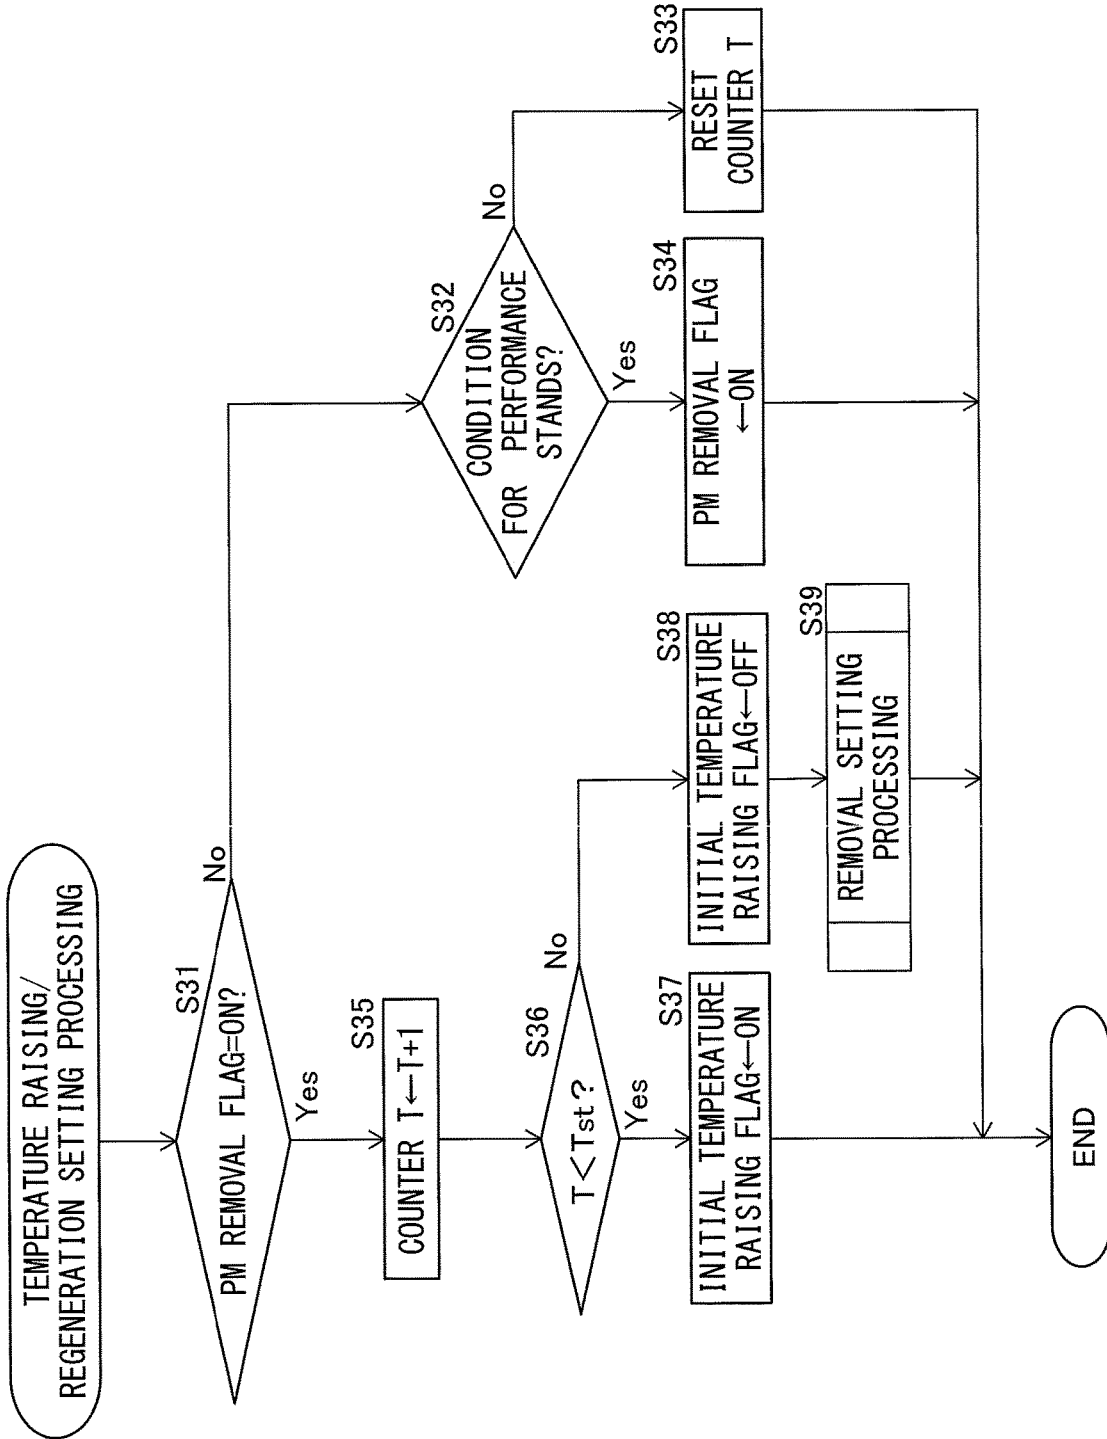 TEMPERATURE RAISING/
REGENERATION SETTING PROCESSING
S31
PM REMOVAL FLAG=ON?
No
Yes
S32
CONDITION
FOR PERFORMANCE
STANDS?
No
Yes
S33
RESET
COUNTER T
S34
PM REMOVAL FLAG
←ON
S35
COUNTER T←T+1
S36
T<Tst?
No
Yes
S37
INITIAL TEMPERATURE
RAISING FLAG←ON
S38
INITIAL TEMPERATURE
RAISING FLAG←OFF
S39
REMOVAL SETTING
PROCESSING
END